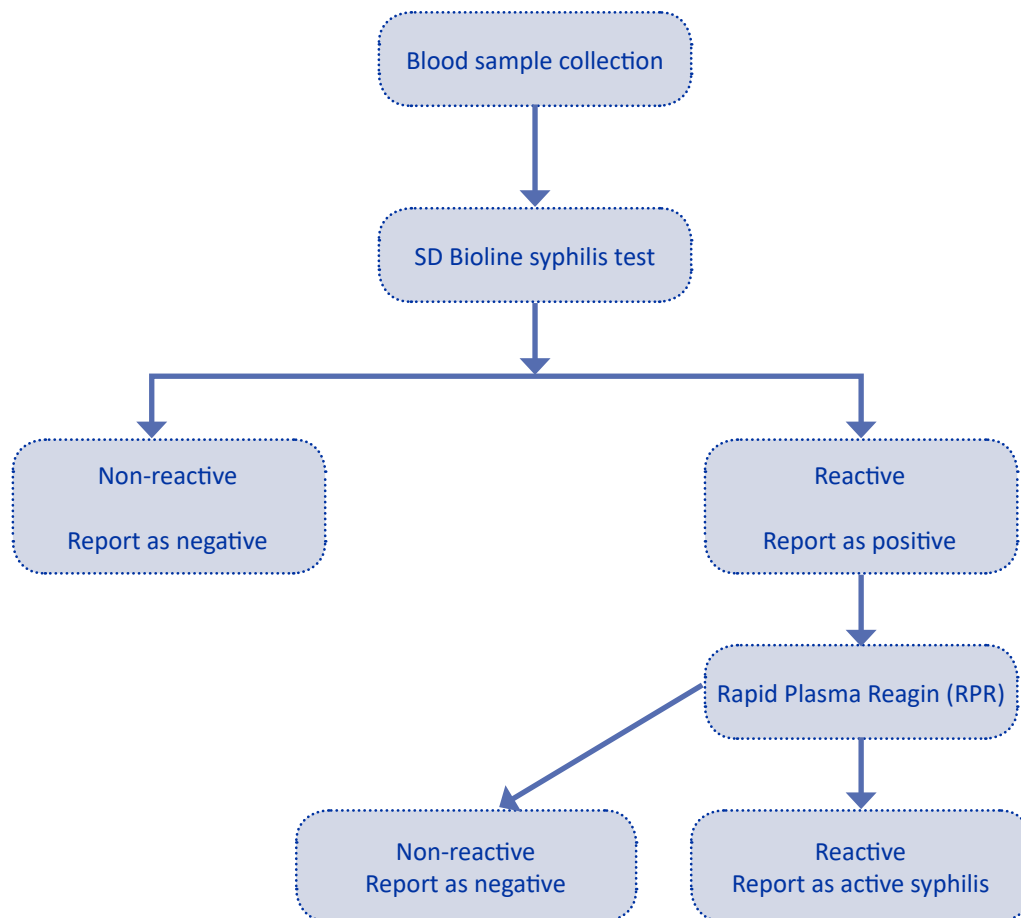 Blood sample collection
SD Bioline syphilis test
Non-reactive
Report as negative
Reactive
Report as positive
Rapid Plasma Reagin (RPR)
Non-reactive
Report as negative
Reactive
Report as active syphilis